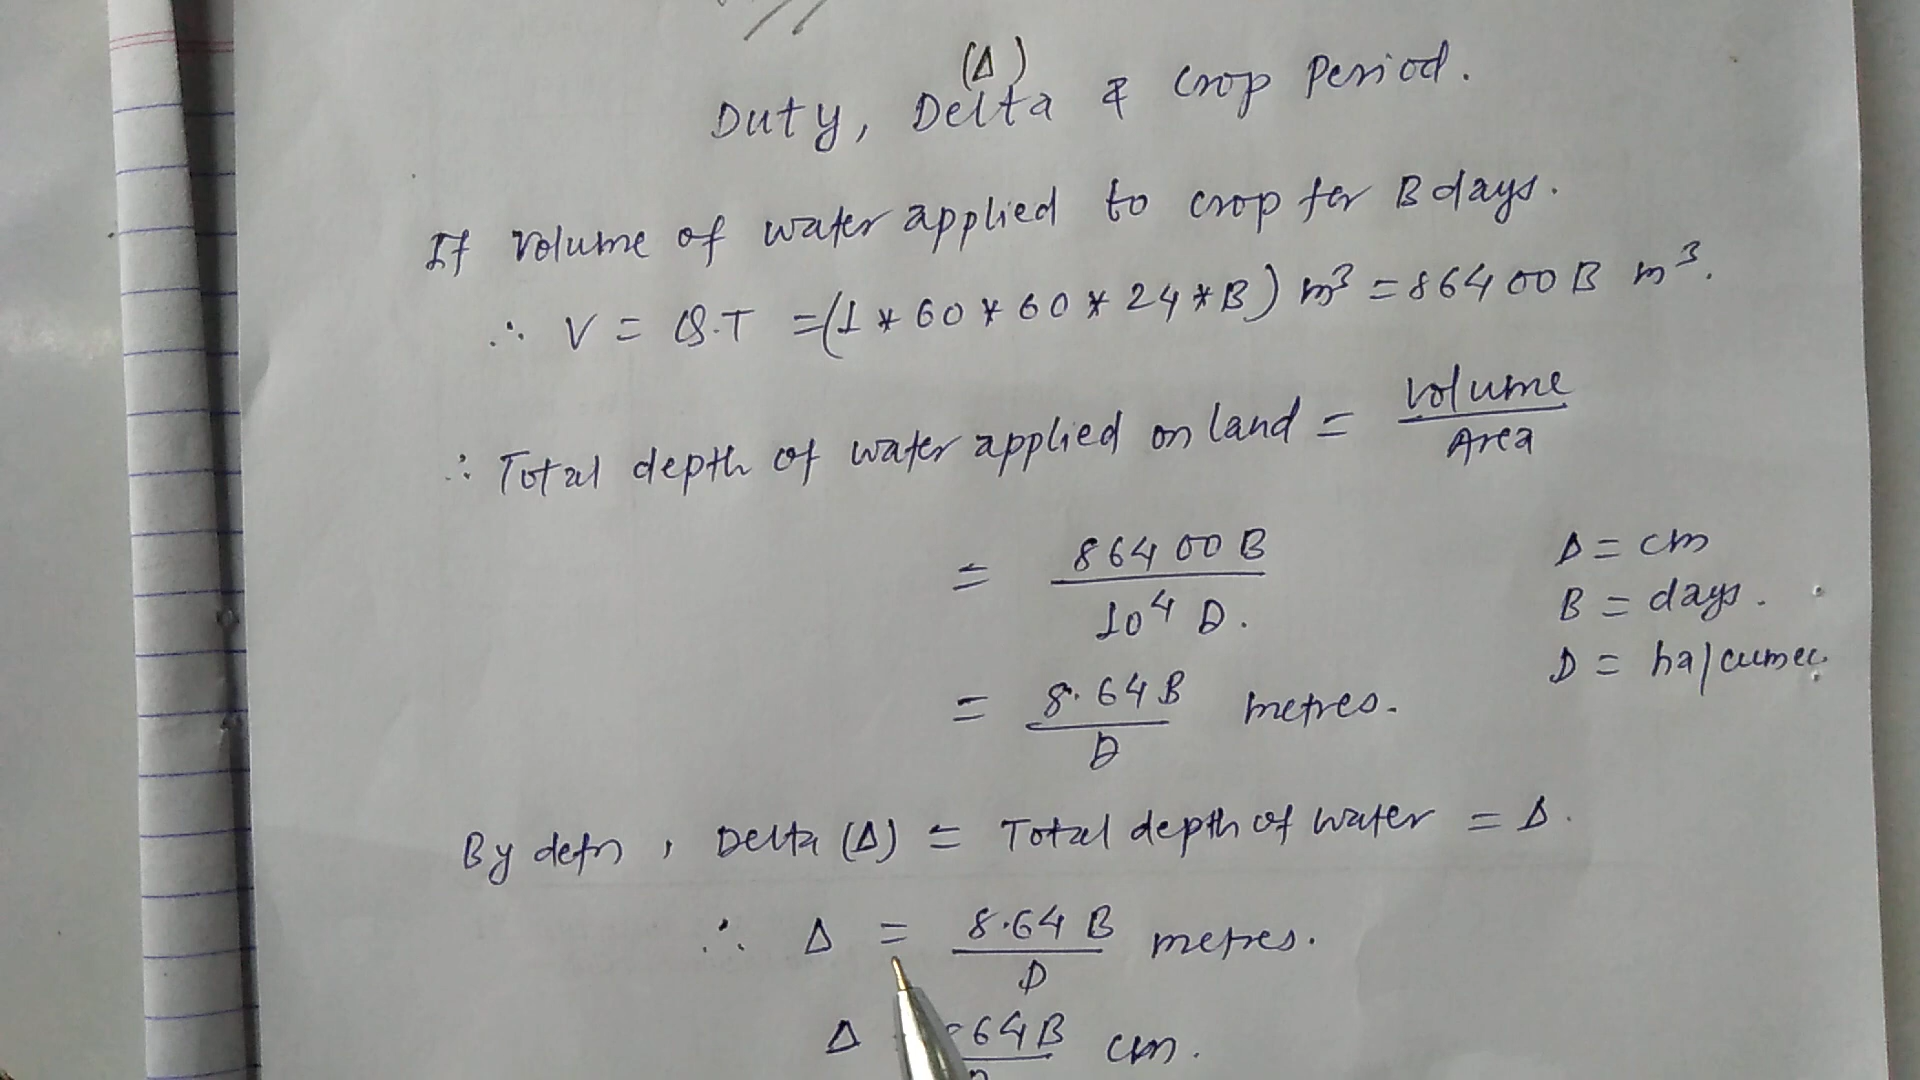 (Δ)
Duty, Delta & Crop Period.
If Volume of water applied to crop for B days.
∴ V = Q.T = (1 * 60 * 60 * 24 * B) m³ = 86400 B m³.
∴ Total depth of water applied on land = Volume / Area
= 86400 B / 10⁴ D.
Δ = cm
B = days.
D = ha/cumec.
= 8.64 B / D metres.
By defn, Delta (Δ) = Total depth of water = Δ.
∴ Δ = 8.64 B / D metres.
Δ 64 B cm.